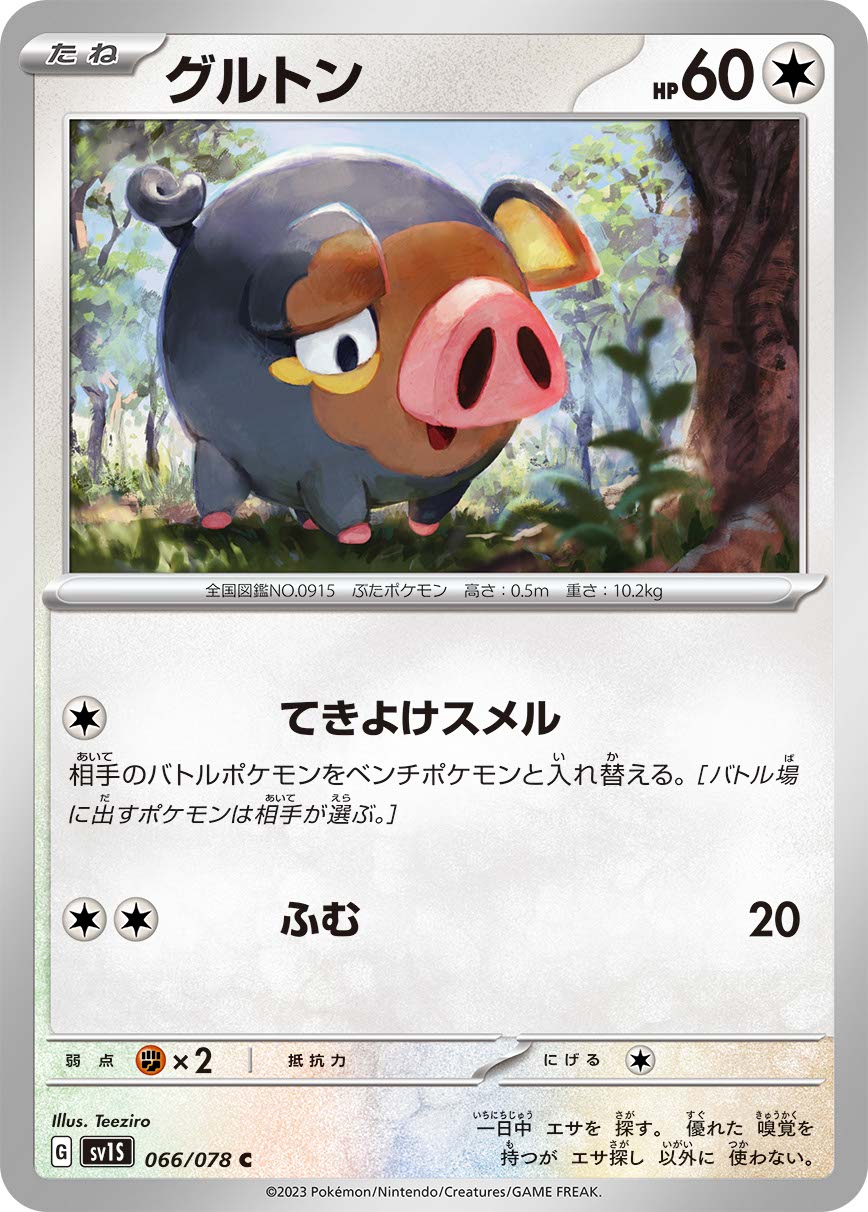 たね
グルトン
HP60
全国図鑑NO.0915 ぶたポケモン 高さ：0.5m 重さ：10.2kg
てきよけスメル
相手のバトルポケモンをベンチポケモンと入れ替える。［バトル場
に出すポケモンは相手が選ぶ。］
ふむ 20
弱点 ×2 抵抗力 にげる
Illus. Teeziro
一日中 エサを 探す。 優れた 嗅覚を
持つが エサ探し 以外に 使わない。
G sv1S 066/078 C
©2023 Pokémon/Nintendo/Creatures/GAME FREAK.